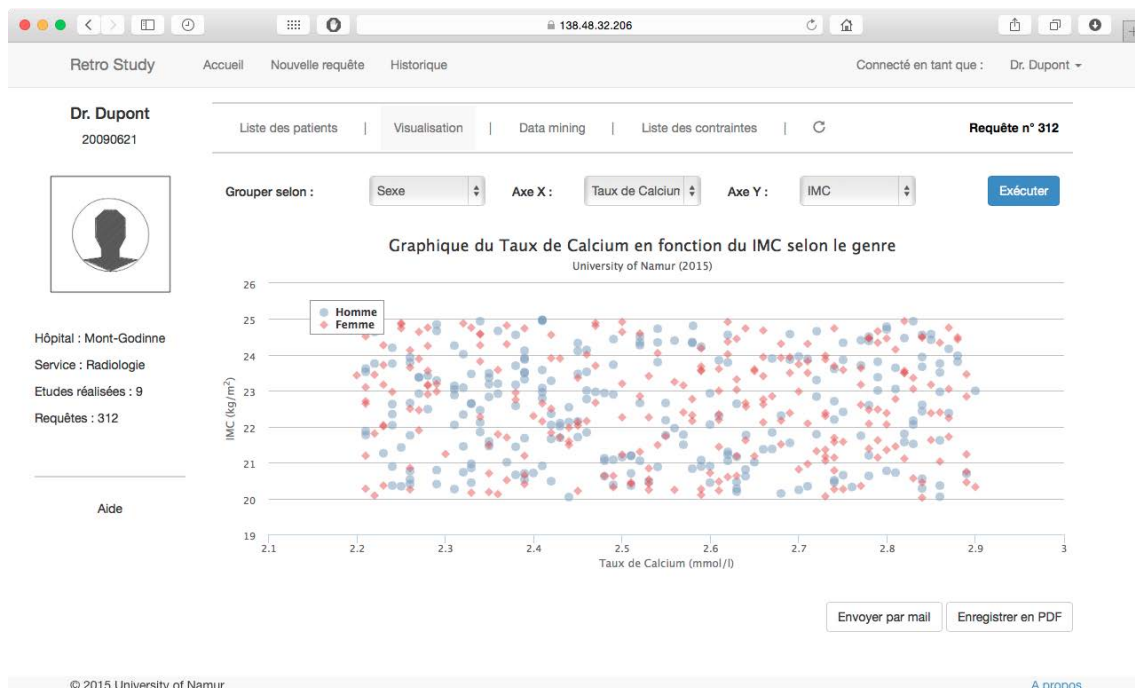 138.48.32.206
Retro Study Accueil Nouvelle requête Historique Connecté en tant que : Dr. Dupont
Dr. Dupont
20090621
Liste des patients | Visualisation | Data mining | Liste des contraintes | Requête n° 312
Grouper selon : Sexe Axe X : Taux de Calciun Axe Y : IMC Exécuter
Graphique du Taux de Calcium en fonction du IMC selon le genre
University of Namur (2015)
Homme
Femme
26
25
24
23
22
21
20
19
IMC (kg/m²)
2.1 2.2 2.3 2.4 2.5 2.6 2.7 2.8 2.9 3
Taux de Calcium (mmol/l)
Hôpital : Mont-Godinne
Service : Radiologie
Etudes réalisées : 9
Requêtes : 312
Aide
Envoyer par mail Enregistrer en PDF
© 2015 University of Namur A propos